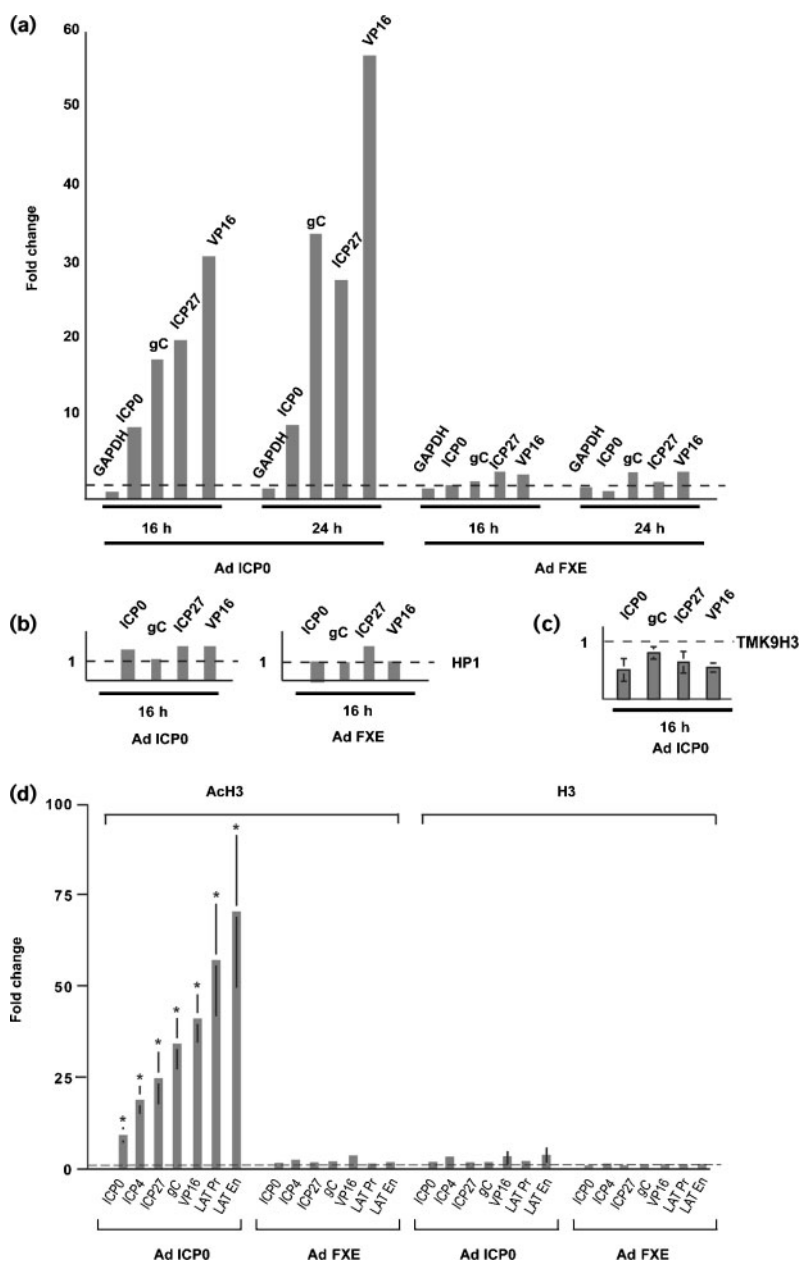 (a)
60
50
40
30
20
10
Fold change
GAPDH ICP0 gC ICP27 VP16
GAPDH ICP0 gC ICP27 VP16
GAPDH ICP0 gC ICP27 VP16
GAPDH ICP0 gC ICP27 VP16
16 h 24 h 16 h 24 h
Ad ICP0 Ad FXE
(b)
ICP0 gC ICP27 VP16
1
16 h
Ad ICP0
ICP0 gC ICP27 VP16
1 HP1
16 h
Ad FXE
(c)
ICP0 gC ICP27 VP16
1 TMK9H3
16 h
Ad ICP0
(d)
AcH3 H3
100
75
50
25
0
Fold change
* * * * * * *
ICP0 ICP4 ICP27 gC VP16 LAT Pr LAT En
ICP0 ICP4 ICP27 gC VP16 LAT Pr LAT En
ICP0 ICP4 ICP27 gC VP16 LAT Pr LAT En
ICP0 ICP4 ICP27 gC VP16 LAT Pr LAT En
Ad ICP0 Ad FXE Ad ICP0 Ad FXE